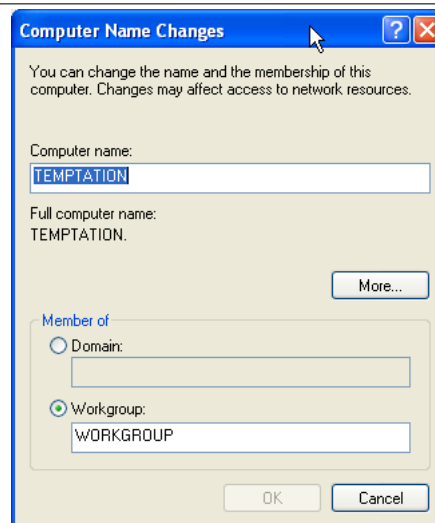 Computer Name Changes
You can change the name and the membership of this
computer. Changes may affect access to network resources.
Computer name:
TEMPTATION
Full computer name:
TEMPTATION.
More...
Member of
Domain:
Workgroup:
WORKGROUP
OK Cancel